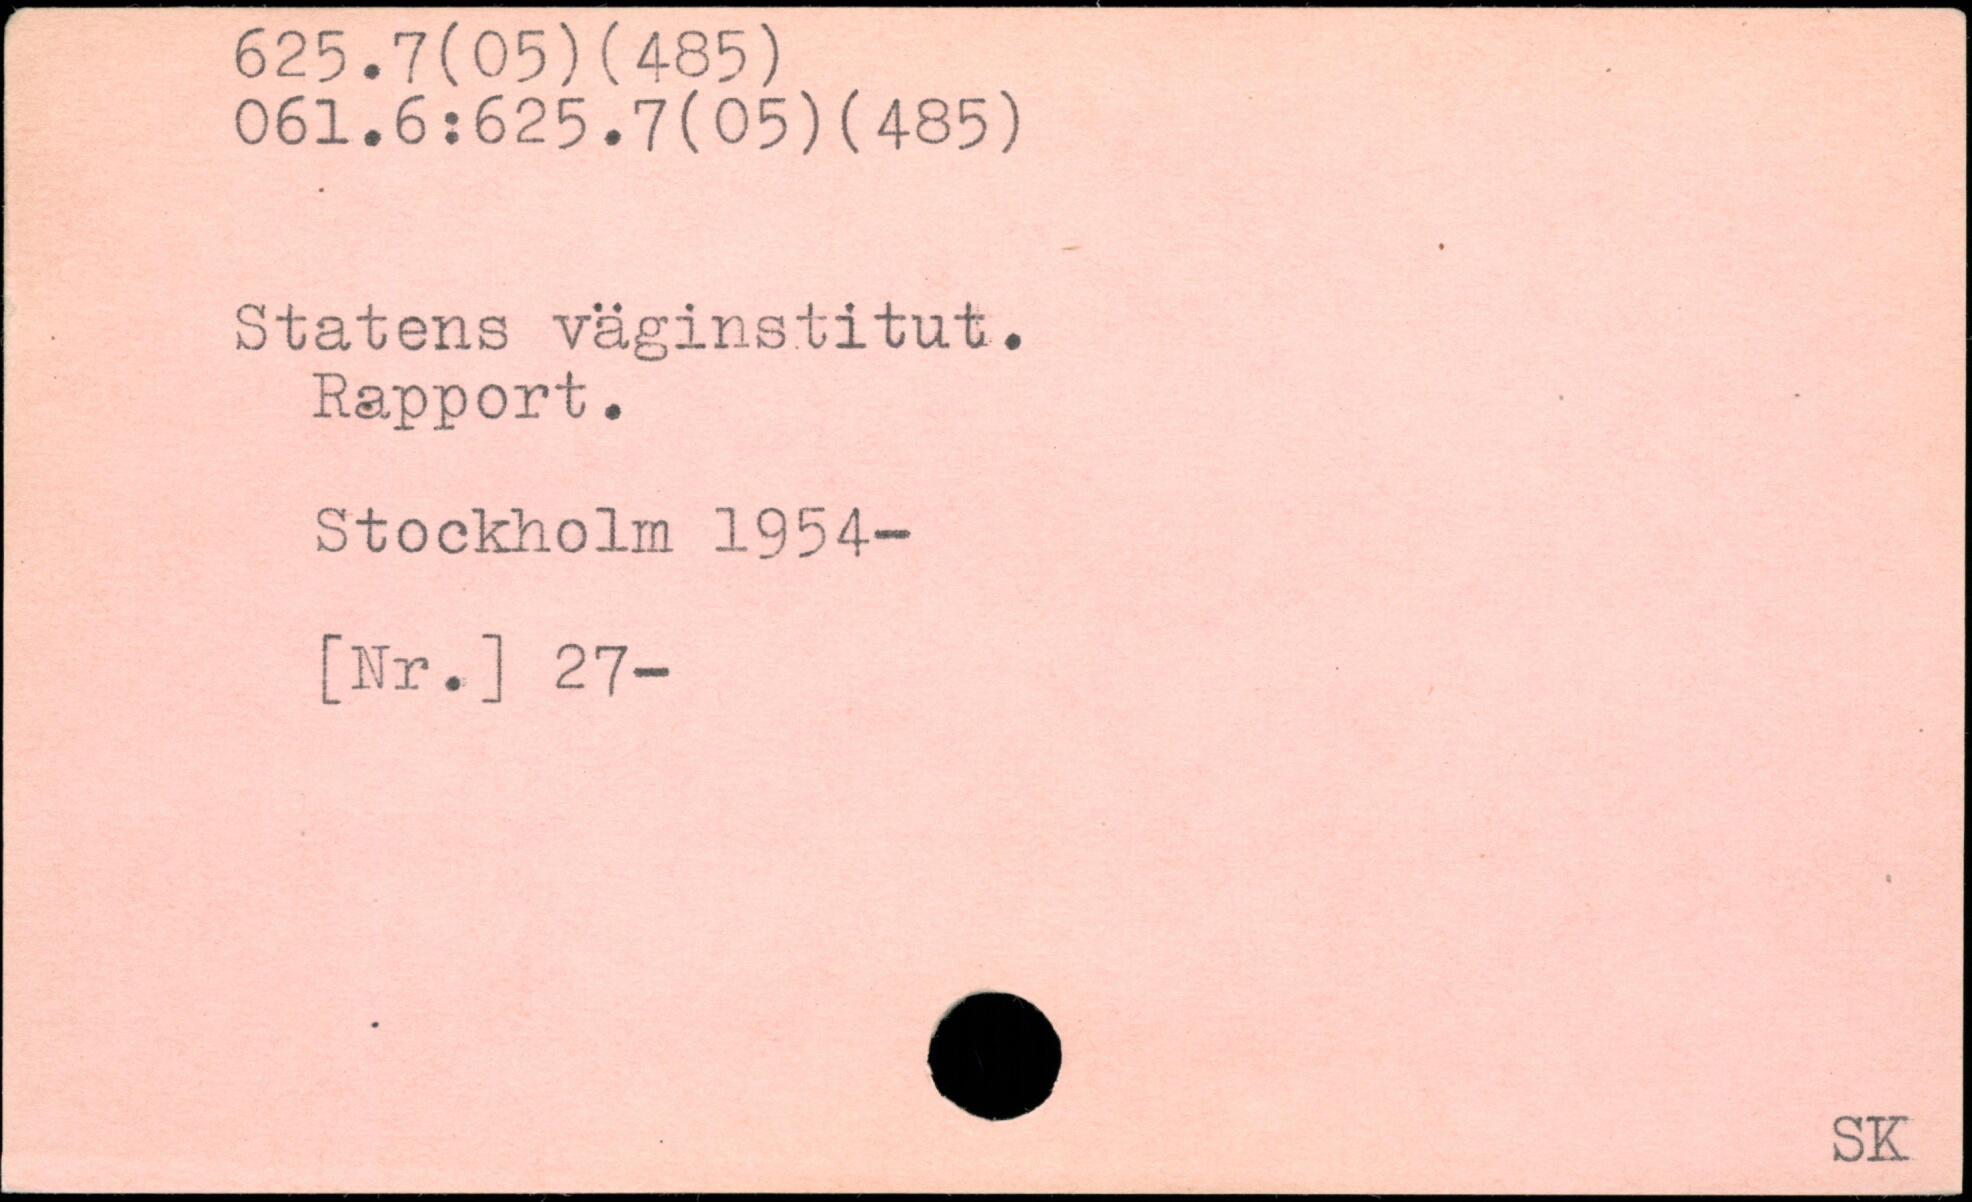 625.7(05)(485)
061.6:625.7(05)(485)
Statens väginstitut.
Rapport.
Stockholm 1954-
[Nr.] 27-
SK